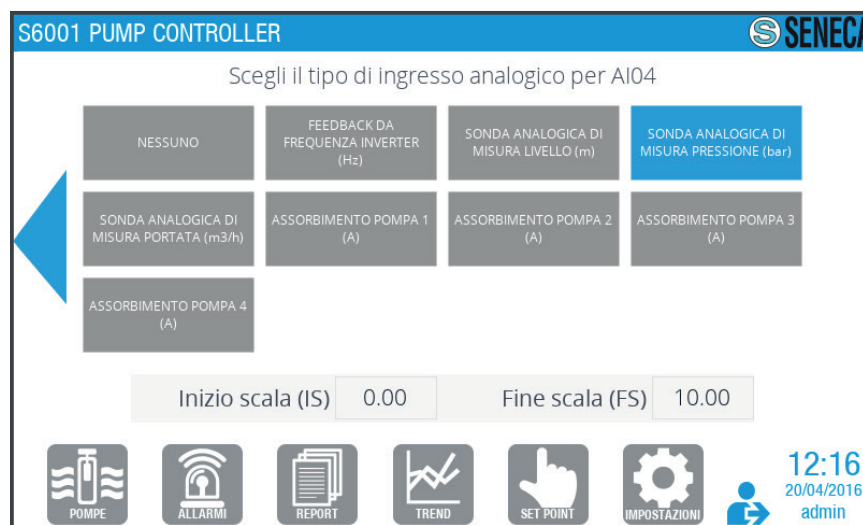 S6001 PUMP CONTROLLER
S SENECA
Scegli il tipo di ingresso analogico per AI04
NESSUNO
FEEDBACK DA
FREQUENZA INVERTER
(Hz)
SONDA ANALOGICA DI
MISURA LIVELLO (m)
SONDA ANALOGICA DI
MISURA PRESSIONE (bar)
SONDA ANALOGICA DI
MISURA PORTATA (m3/h)
ASSORBIMENTO POMPA 1
(A)
ASSORBIMENTO POMPA 2
(A)
ASSORBIMENTO POMPA 3
(A)
ASSORBIMENTO POMPA 4
(A)
Inizio scala (IS) 0.00 Fine scala (FS) 10.00
POMPE
ALLARMI
REPORT
TREND
SET POINT
IMPOSTAZIONI
12:16
20/04/2016
admin